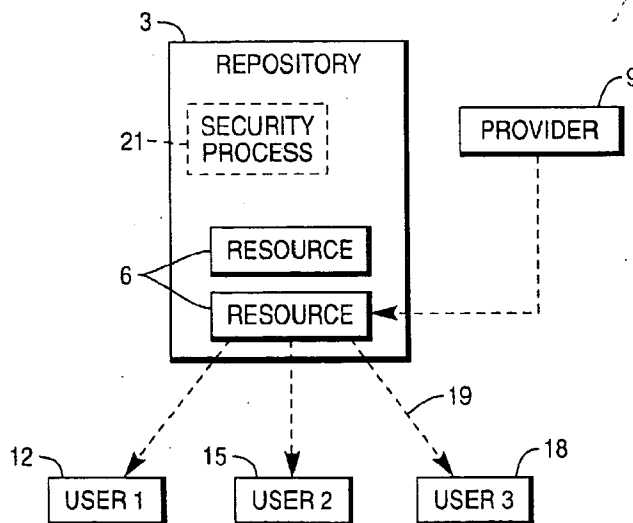 3
REPOSITORY
9
21
SECURITY
PROCESS
PROVIDER
6
RESOURCE
RESOURCE
19
12
15
18
USER 1
USER 2
USER 3